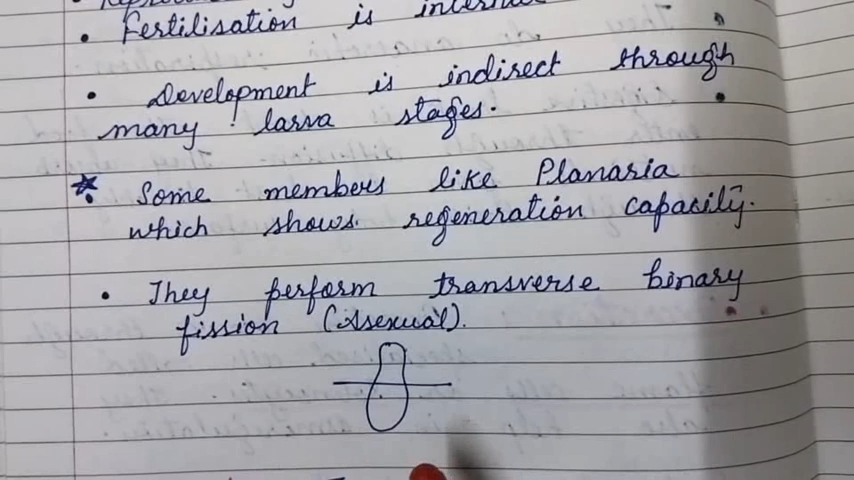 • Fertilisation is internal
• Development is indirect through
many larva stages.
* Some members like Planaria
which shows regeneration capacity.
• They perform transverse binary
fission (Asexual).